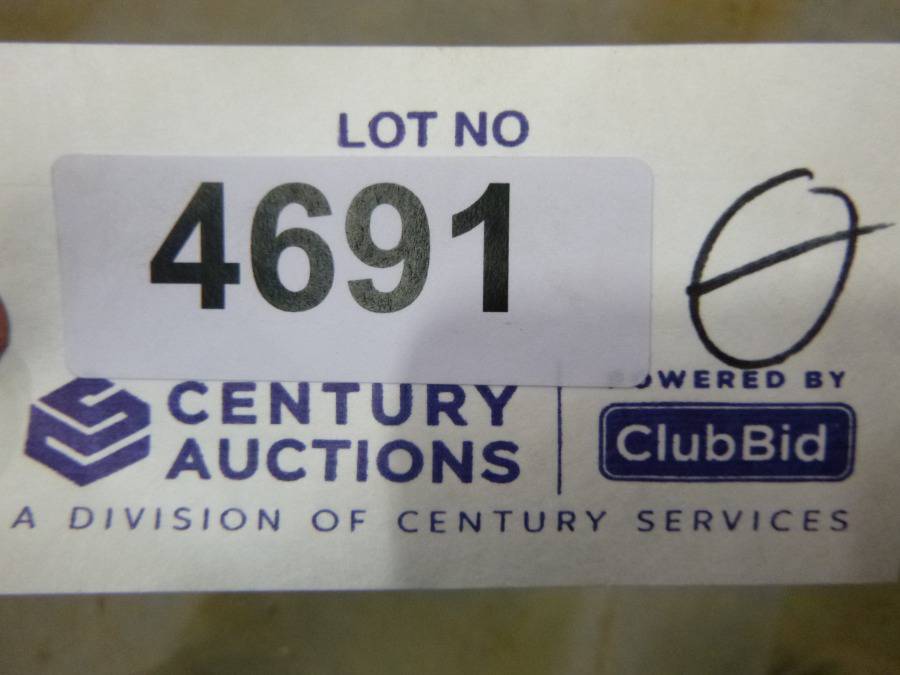 LOT NO
4691
CENTURY
AUCTIONS
POWERED BY
ClubBid
A DIVISION OF CENTURY SERVICES